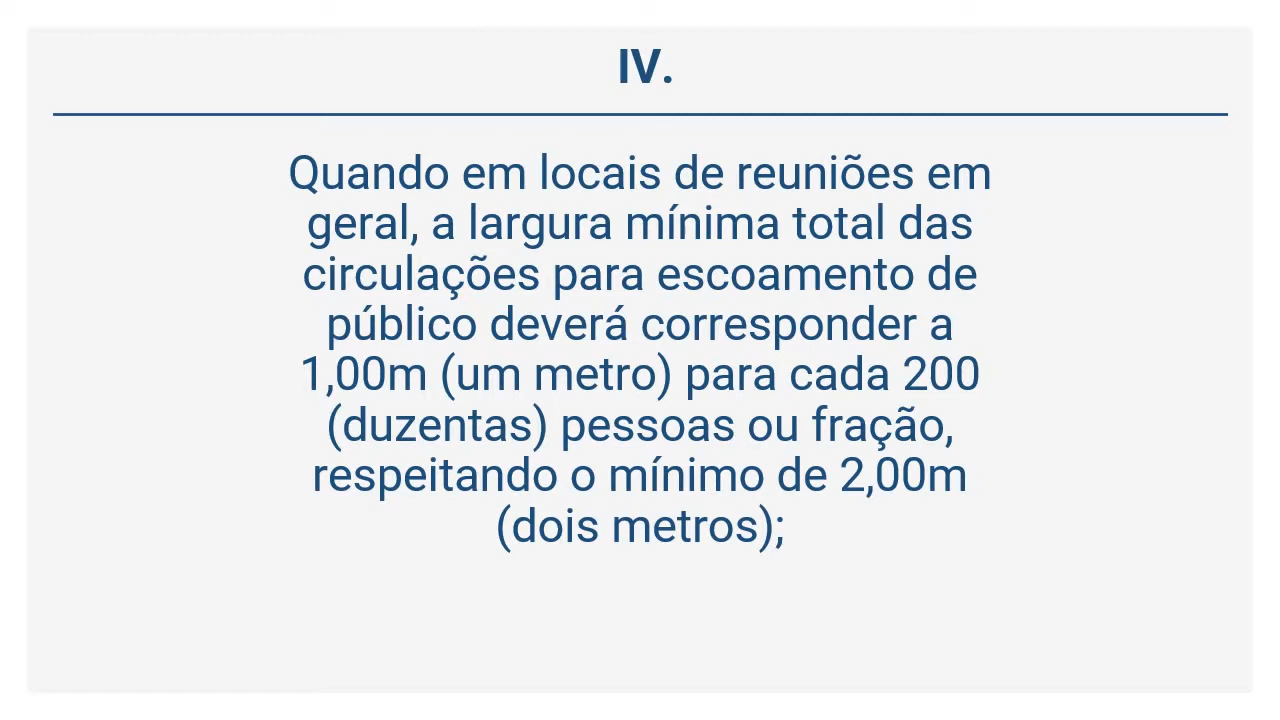 IV.
Quando em locais de reuniões em
geral, a largura mínima total das
circulações para escoamento de
público deverá corresponder a
1,00m (um metro) para cada 200
(duzentas) pessoas ou fração,
respeitando o mínimo de 2,00m
(dois metros);